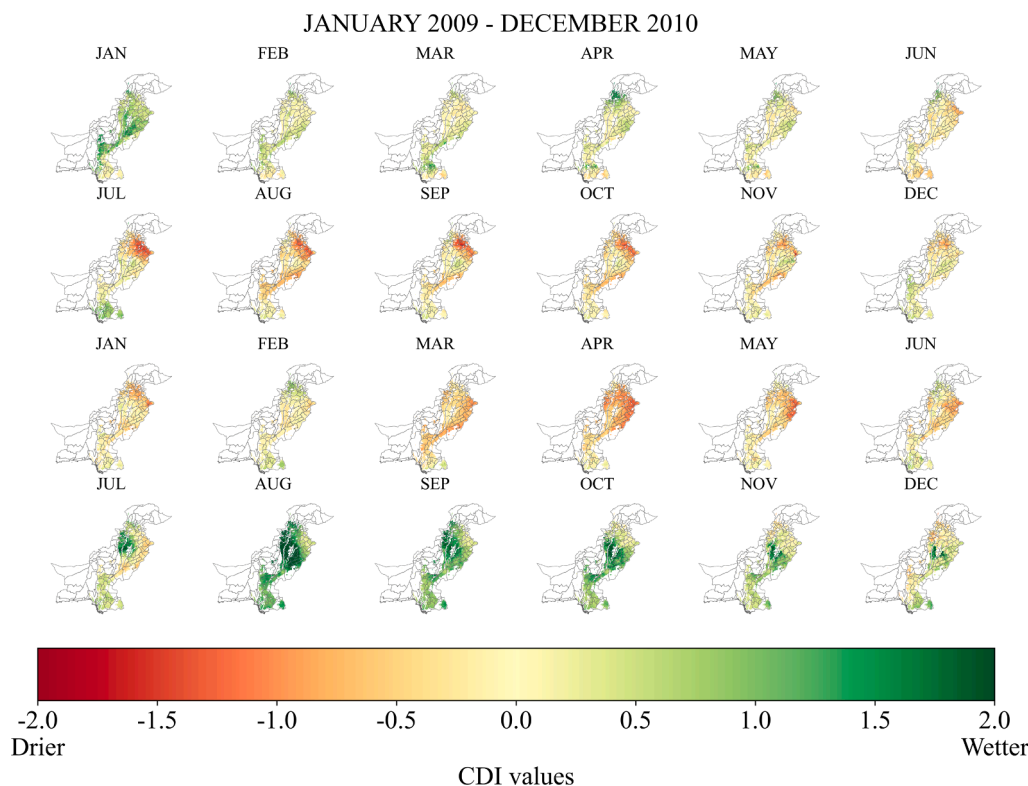 JANUARY 2009 - DECEMBER 2010
JAN FEB MAR APR MAY JUN
JUL AUG SEP OCT NOV DEC
JAN FEB MAR APR MAY JUN
JUL AUG SEP OCT NOV DEC
-2.0 -1.5 -1.0 -0.5 0.0 0.5 1.0 1.5 2.0
Drier Wetter
CDI values